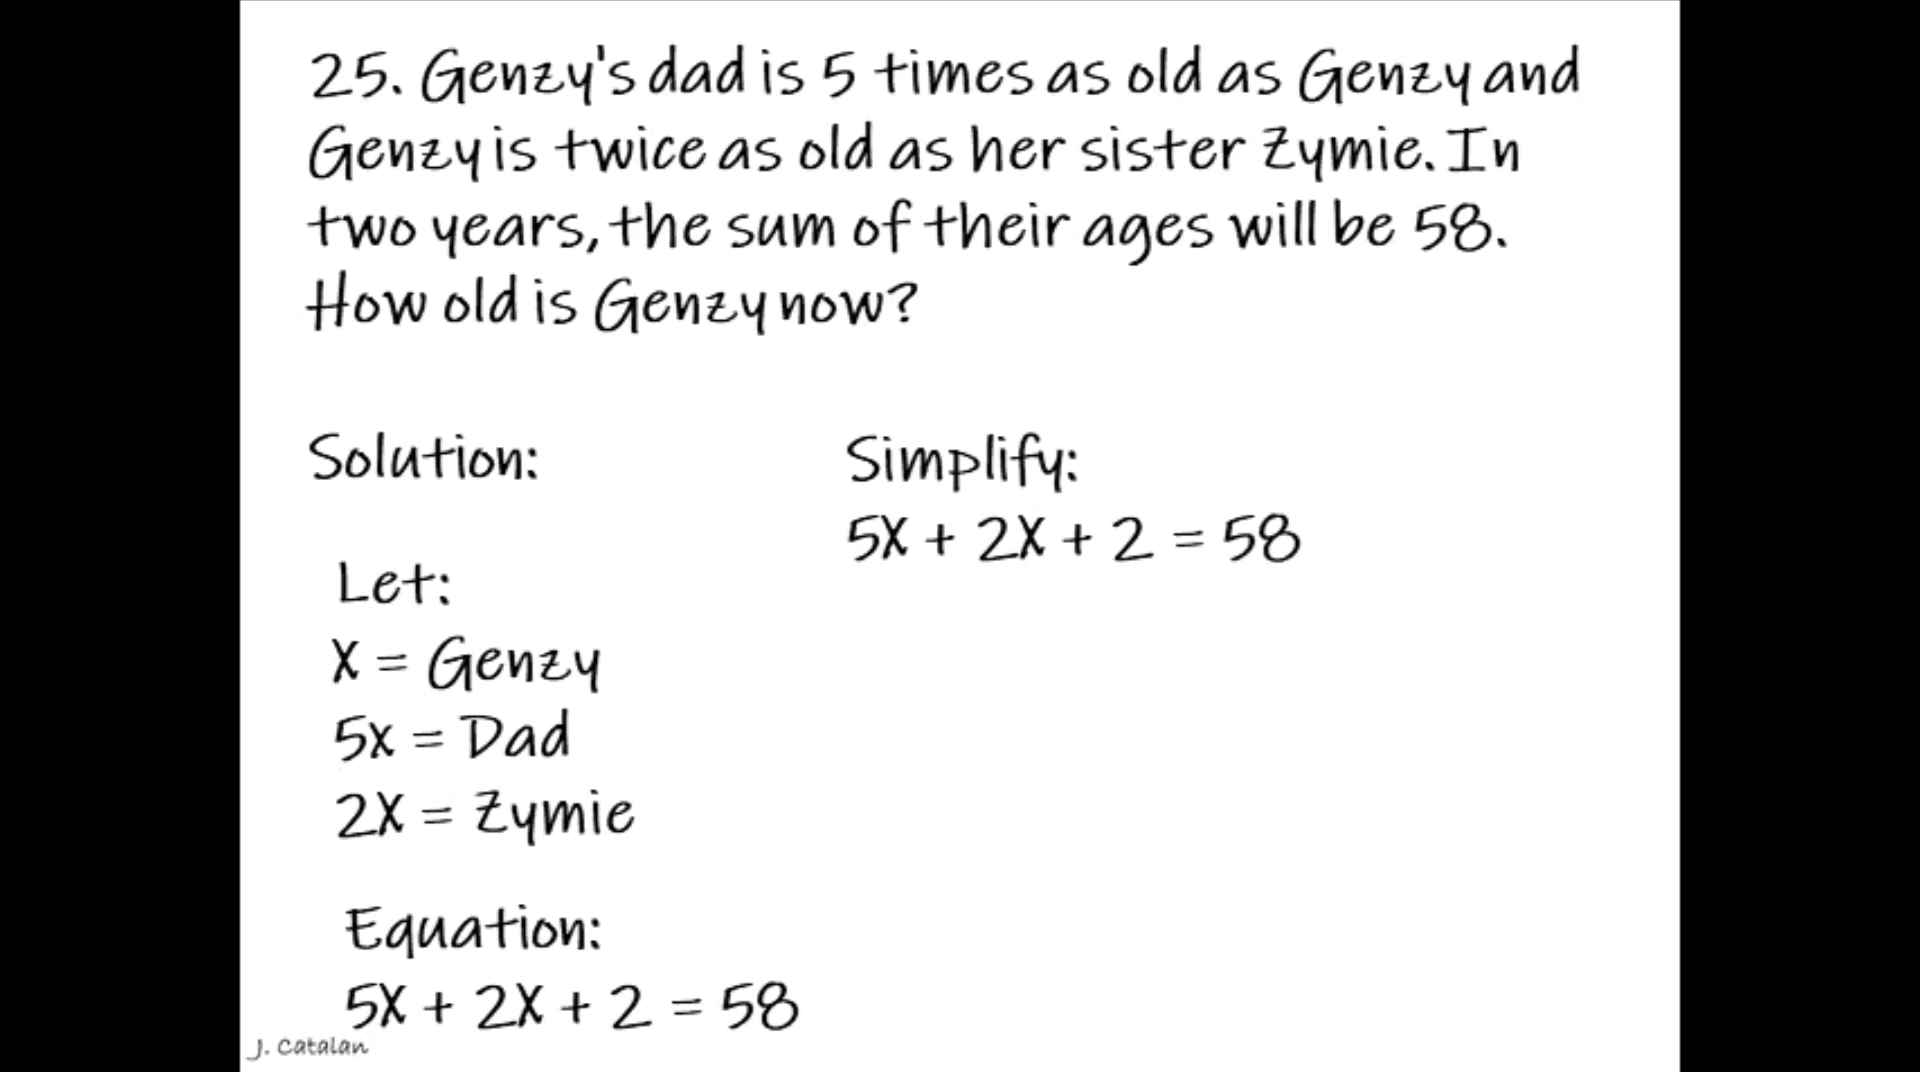 25. Genzy's dad is 5 times as old as Genzy and
Genzy is twice as old as her sister Zymie. In
two years, the sum of their ages will be 58.
How old is Genzy now?
Solution:
Let:
X = Genzy
5x = Dad
2X = Zymie
Equation:
5X + 2X + 2 = 58
Simplify:
5X + 2X + 2 = 58
J. Catalan